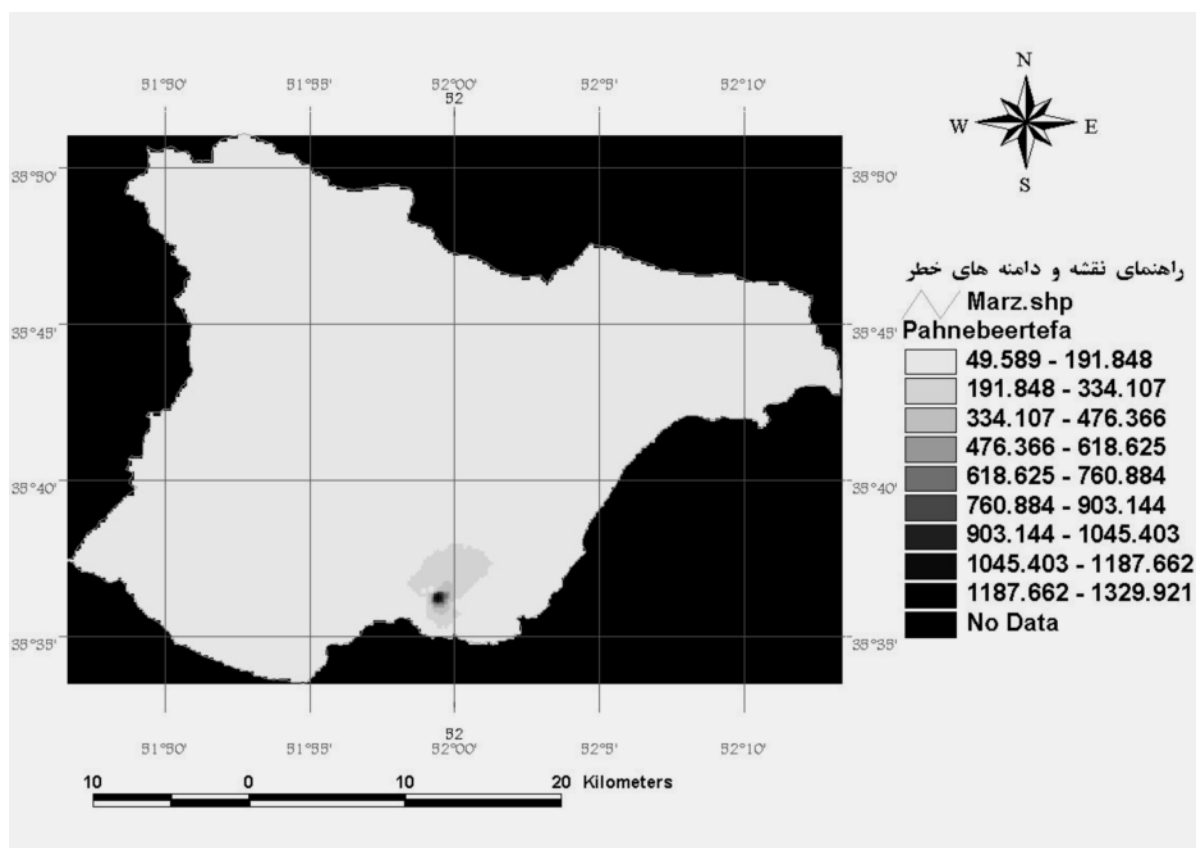 51°50' 51°55' 52°00' 52°5' 52°10'
52
N
W E
S
35°50' 35°50'
راهنمای نقشه و دامنه های خطر
Marz.shp
Pahnebeertefa
35°45' 35°45'
49.589 - 191.848
191.848 - 334.107
334.107 - 476.366
476.366 - 618.625
618.625 - 760.884
760.884 - 903.144
903.144 - 1045.403
1045.403 - 1187.662
1187.662 - 1329.921
No Data
35°40' 35°40'
35°35' 35°35'
52
51°50' 51°55' 52°00' 52°5' 52°10'
10 0 10 20 Kilometers